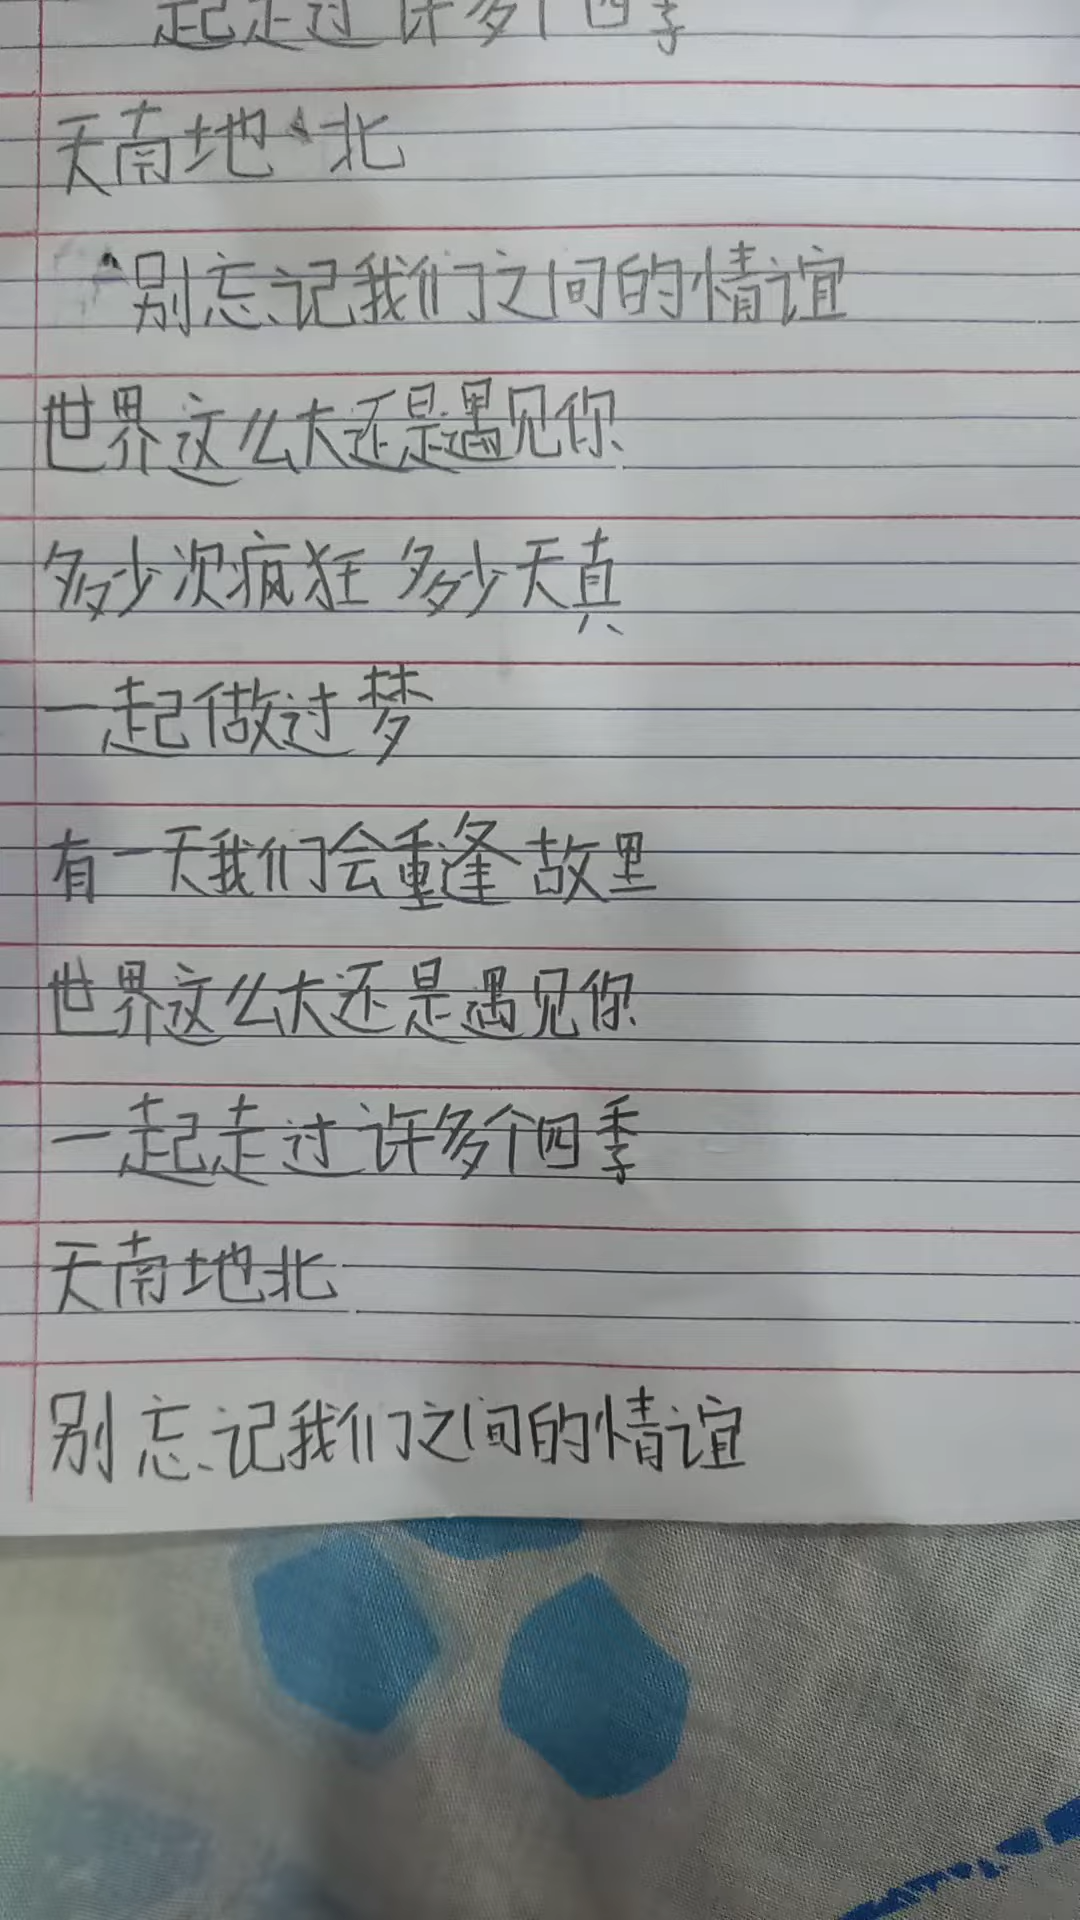 一起走过许多个四季
天南地北
别忘记我们之间的情谊
世界这么大还是遇见你
多少次疯狂 多少天真
一起做过梦
有一天我们会重逢故里
世界这么大还是遇见你
一起走过许多个四季
天南地北
别忘记我们之间的情谊